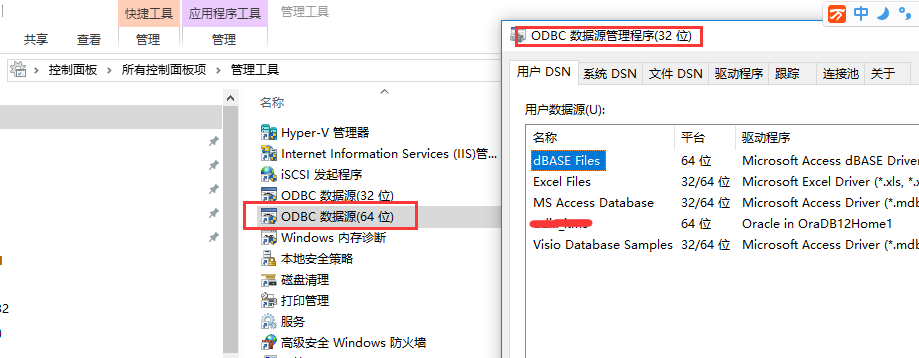 快捷工具 应用程序工具 管理工具
共享 查看 管理 管理
控制面板 所有控制面板项 管理工具
名称
Hyper-V 管理器
Internet Information Services (IIS)管...
iSCSI 发起程序
ODBC 数据源(32 位)
ODBC 数据源(64 位)
Windows 内存诊断
本地安全策略
磁盘清理
打印管理
服务
高级安全 Windows 防火墙
32
万 中
ODBC 数据源管理程序(32 位)
用户 DSN 系统 DSN 文件 DSN 驱动程序 跟踪 连接池 关于
用户数据源(U):
名称 平台 驱动程序
dBASE Files 64 位 Microsoft Access dBASE Driver
Excel Files 32/64 位 Microsoft Excel Driver (*.xls, *.
MS Access Database 32/64 位 Microsoft Access Driver (*.mdb
64 位 Oracle in OraDB12Home1
Visio Database Samples 32/64 位 Microsoft Access Driver (*.mdb